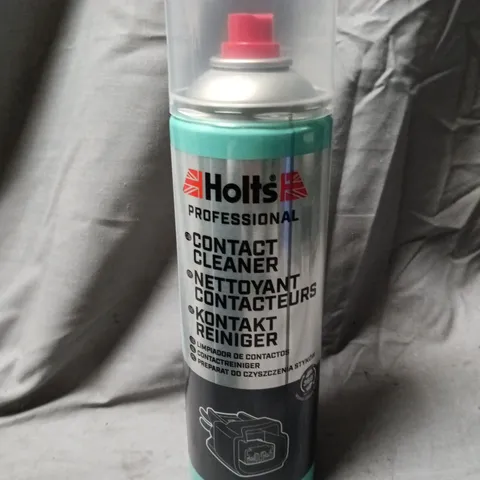 Holts
PROFESSIONAL
CONTACT
CLEANER
NETTOYANT
CONTACTEURS
KONTAKT
REINIGER
LIMPIADOR DE CONTACTOS
CONTACTREINIGER
PREPARAT DO CZYSZCZENIA STYKÓW